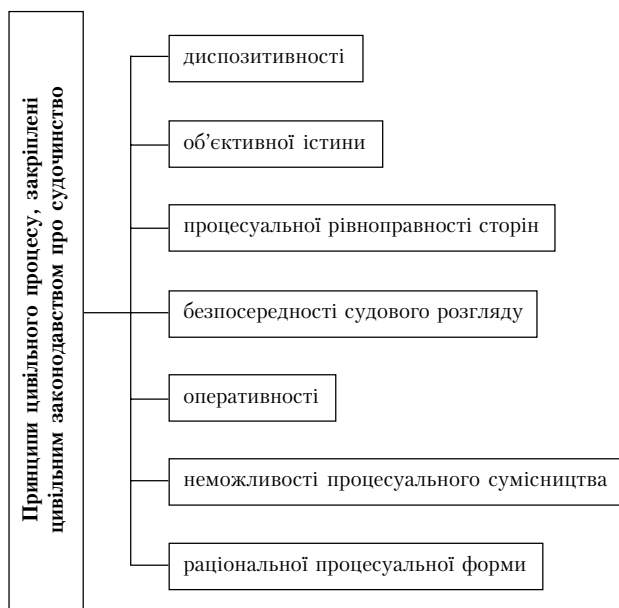 Принципи цивільного процесу, закріплені
цивільним законодавством про судочинство
диспозитивності
об’єктивної істини
процесуальної рівноправності сторін
безпосередності судового розгляду
оперативності
неможливості процесуального сумісництва
раціональної процесуальної форми